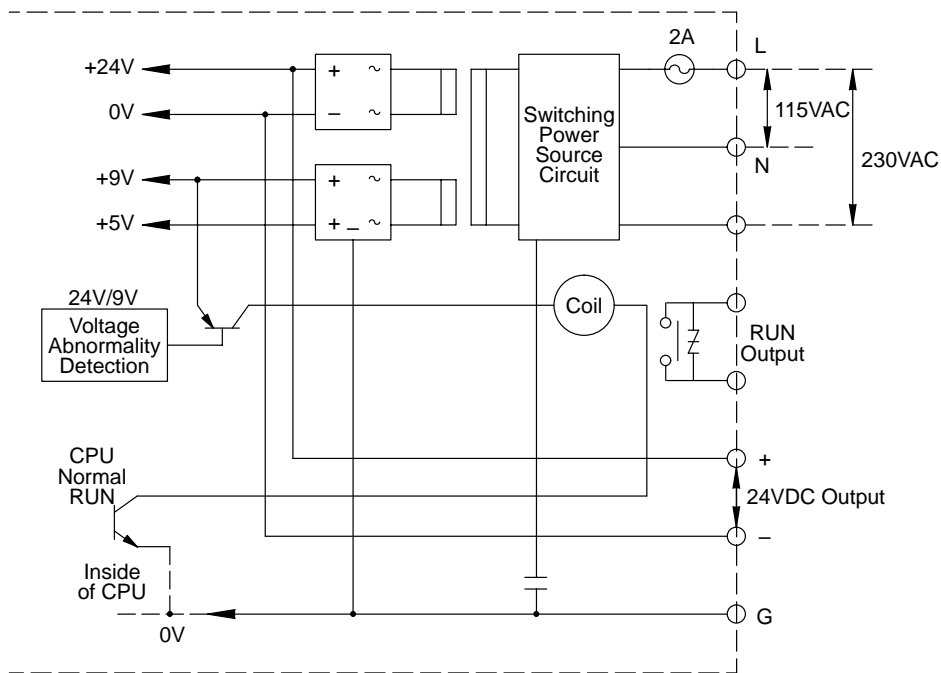 2A
L
+24V
+ ~
115VAC
0V
– ~
Switching
Power
Source
Circuit
N
230VAC
+9V
+ ~
+5V
+ – ~
24V/9V
Voltage
Abnormality
Detection
Coil
RUN
Output
CPU
Normal
RUN
+
24VDC Output
–
Inside
of CPU
0V
G